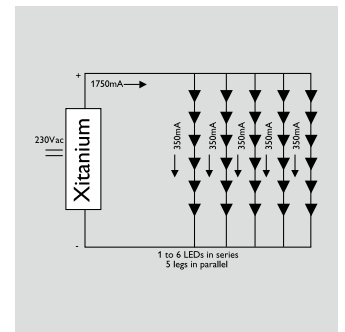 +
1750mA
230Vac
Xitanium
350mA
350mA
350mA
350mA
350mA
-
1 to 6 LEDs in series
5 legs in parallel